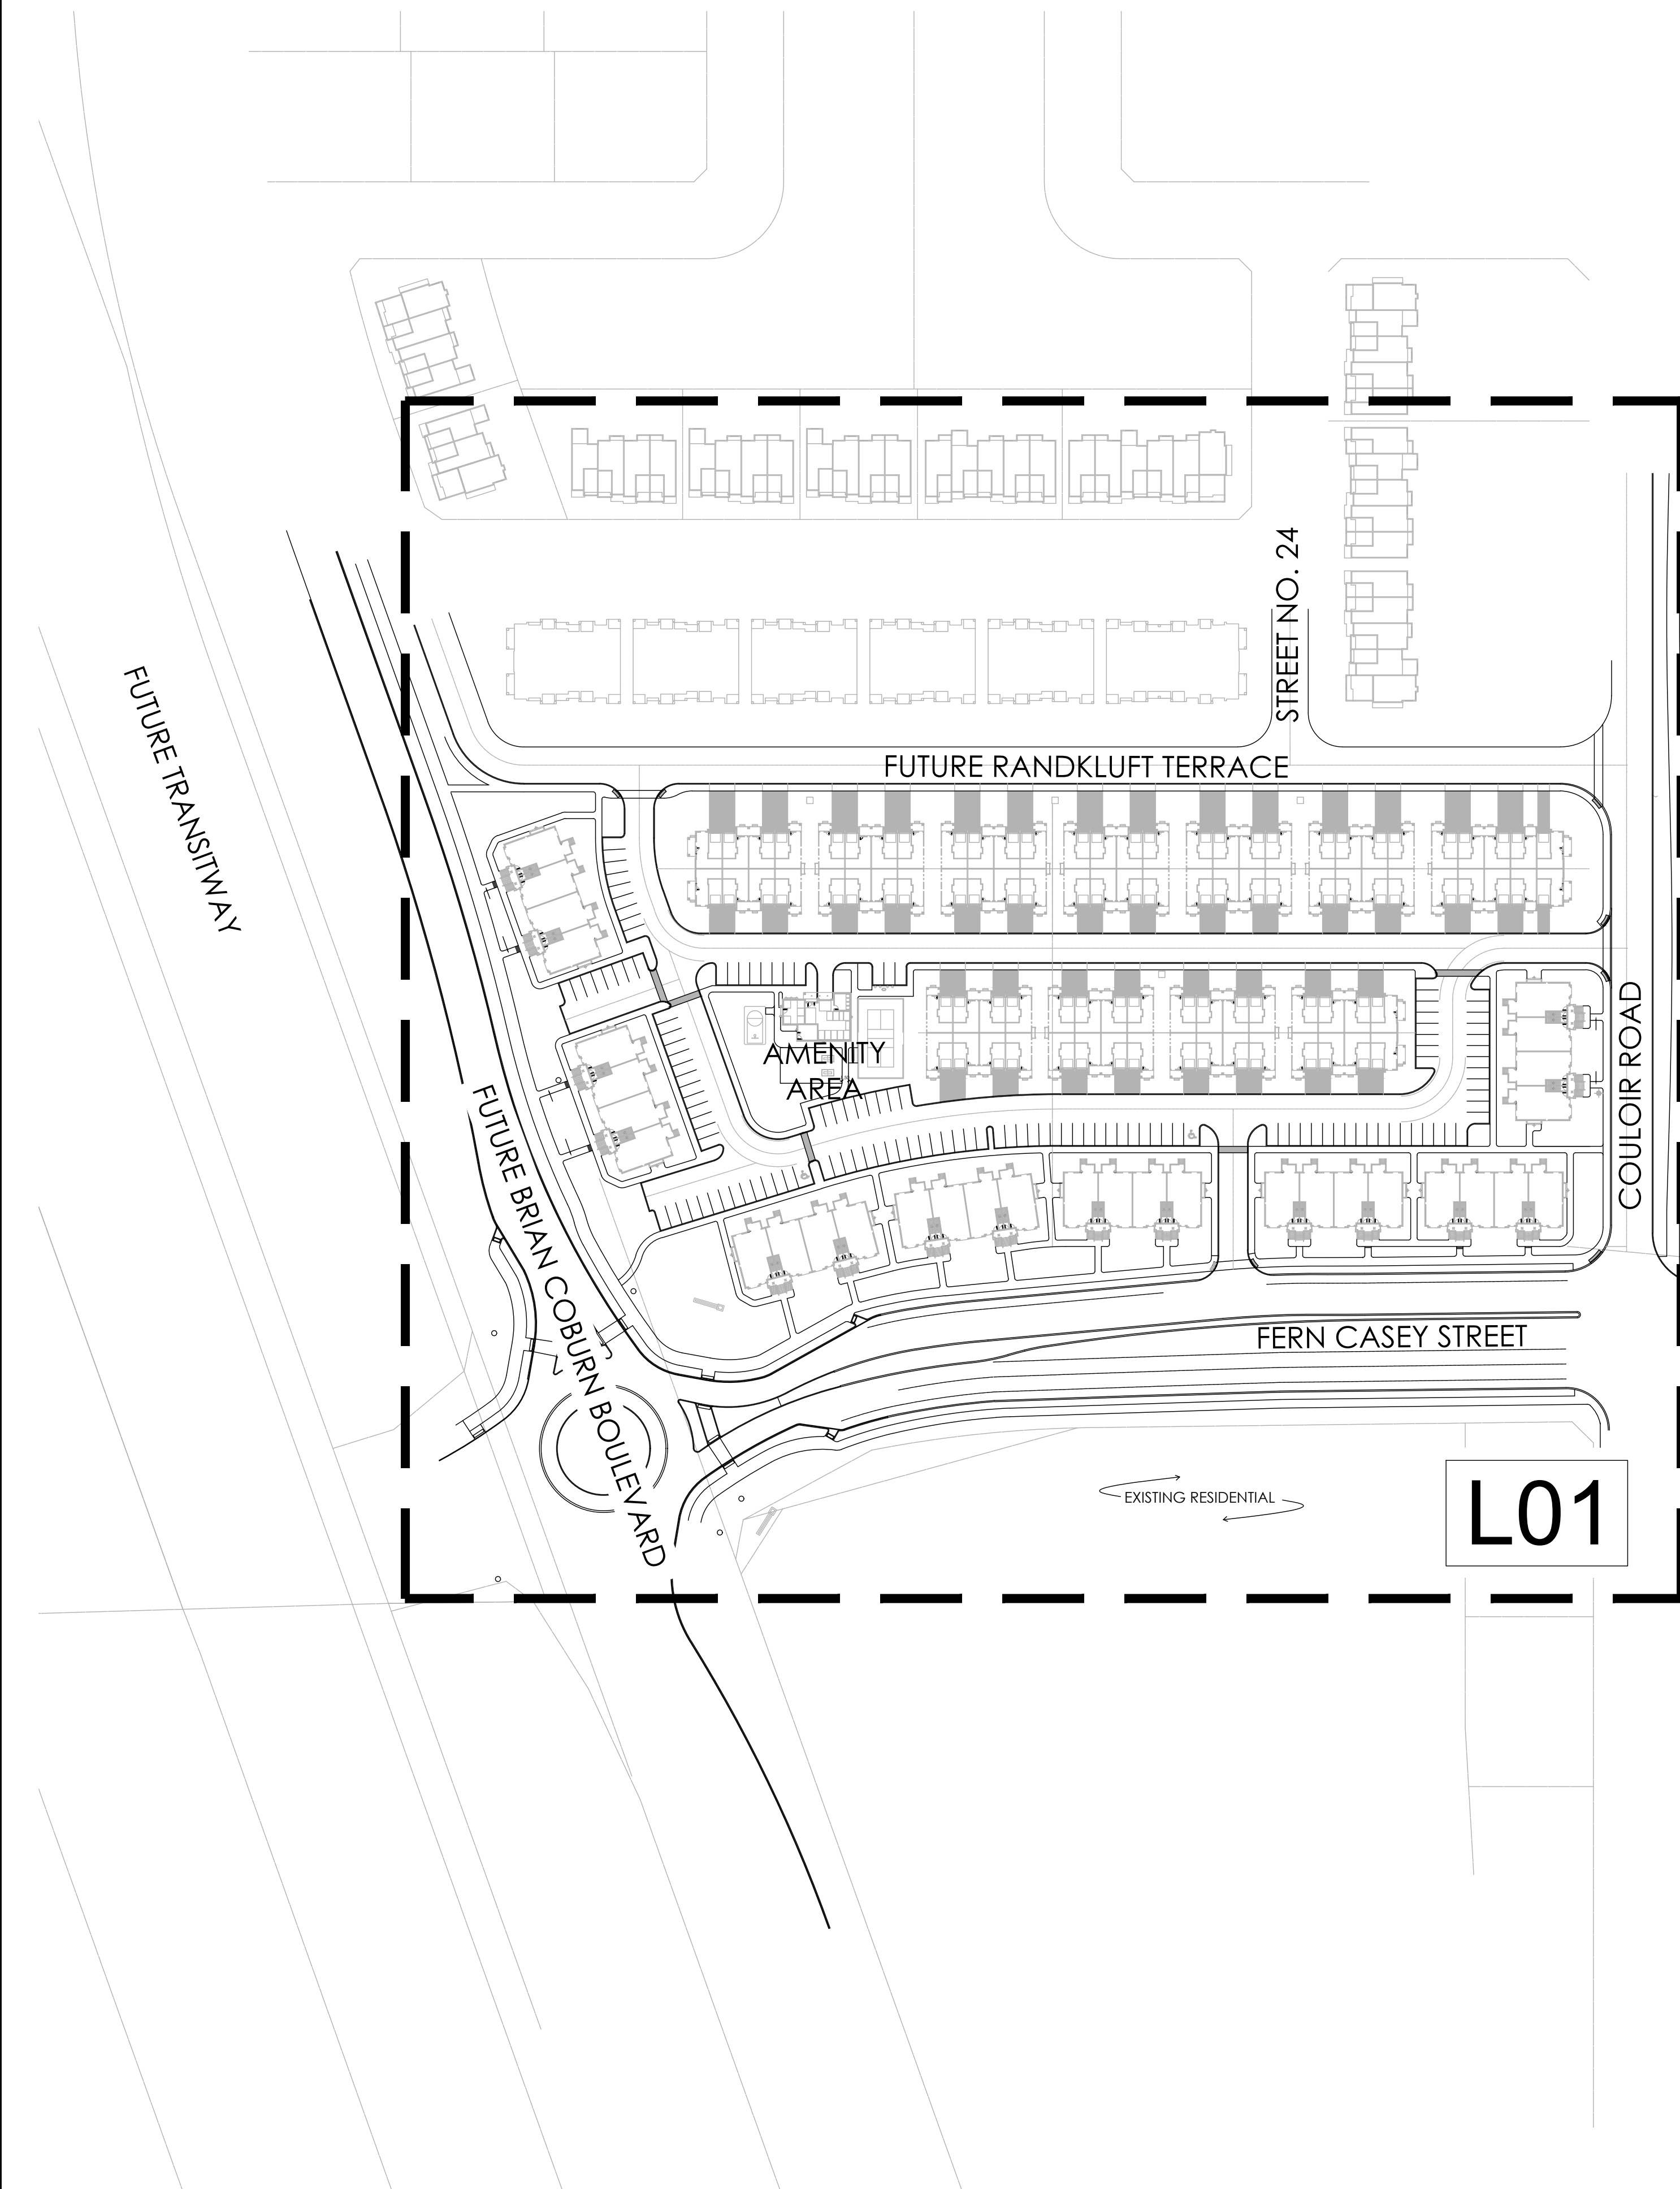 STREET NO. 24
FUTURE TRANSITWAY
FUTURE RANDKLUFT TERRACE
AMENITY
AREA
COULOIR ROAD
FUTURE BRIAN COBURN BOULEVARD
FERN CASEY STREET
EXISTING RESIDENTIAL
L01